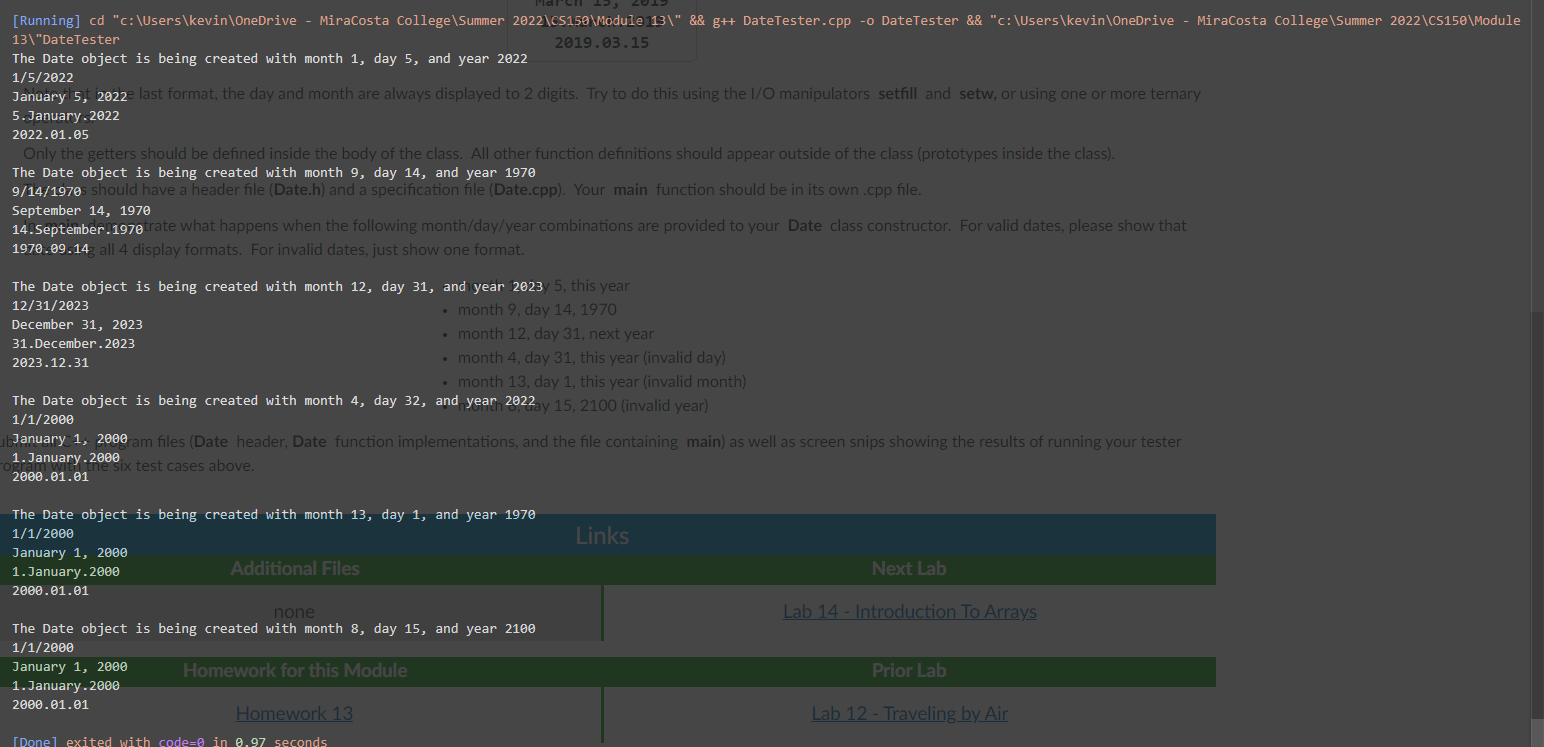 March 15, 2019
[Running] cd "c:\Users\kevin\OneDrive - MiraCosta College\Summer 2022\CS150\Module 13\" && g++ DateTester.cpp -o DateTester && "c:\Users\kevin\OneDrive - MiraCosta College\Summer 2022\CS150\Module
13\"DateTester
2019.03.15
The Date object is being created with month 1, day 5, and year 2022
1/5/2022
January 5, 2022
last format, the day and month are always displayed to 2 digits. Try to do this using the I/O manipulators setfill and setw, or using one or more ternary
5.January.2022
2022.01.05
Only the getters should be defined inside the body of the class. All other function definitions should appear outside of the class (prototypes inside the class).
The Date object is being created with month 9, day 14, and year 1970
9/14/1970
should have a header file (Date.h) and a specification file (Date.cpp). Your main function should be in its own .cpp file.
September 14, 1970
14.September.1970
what happens when the following month/day/year combinations are provided to your Date class constructor. For valid dates, please show that
1970.09.14
all 4 display formats. For invalid dates, just show one format.
The Date object is being created with month 12, day 31, and year 2023
day 5, this year
12/31/2023
• month 9, day 14, 1970
December 31, 2023
• month 12, day 31, next year
31.December.2023
2023.12.31
• month 4, day 31, this year (invalid day)
• month 13, day 1, this year (invalid month)
The Date object is being created with month 4, day 32, and year 2022
• month 8, day 15, 2100 (invalid year)
1/1/2000
January 1, 2000
program files (Date header, Date function implementations, and the file containing main) as well as screen snips showing the results of running your tester
1.January.2000
with the six test cases above.
2000.01.01
The Date object is being created with month 13, day 1, and year 1970
1/1/2000
Links
January 1, 2000
1.January.2000
Additional Files Next Lab
2000.01.01
none Lab 14 - Introduction To Arrays
The Date object is being created with month 8, day 15, and year 2100
1/1/2000
January 1, 2000
Homework for this Module Prior Lab
1.January.2000
2000.01.01
Homework 13 Lab 12 - Traveling by Air
[Done] exited with code=0 in 0.97 seconds